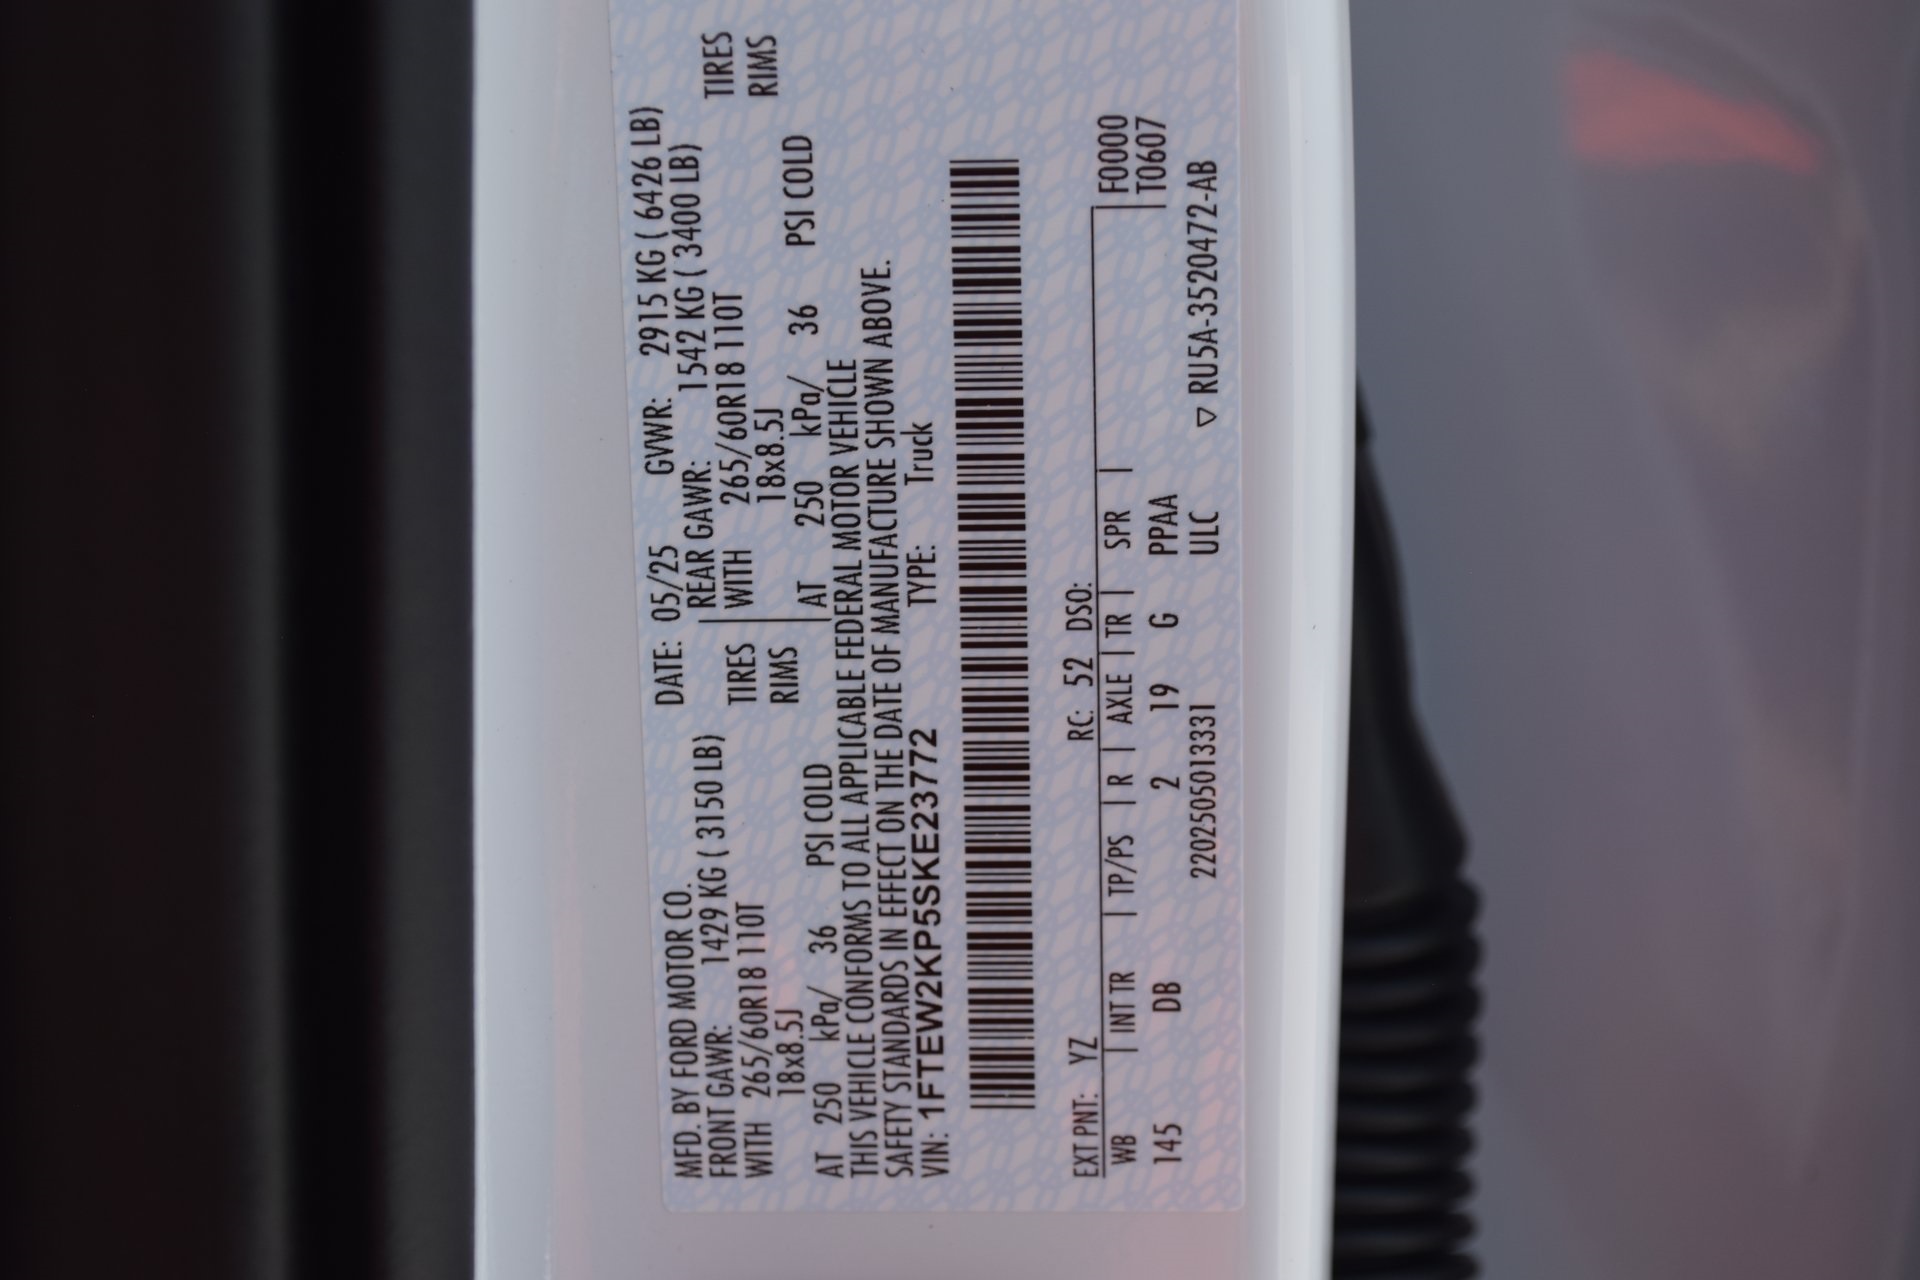 MFD. BY FORD MOTOR CO.
DATE: 05/25 GVWR: 2915 KG ( 6426 LB)
FRONT GAWR: 1429 KG ( 3150 LB) REAR GAWR: 1542 KG ( 3400 LB)
WITH 265/60R18 110T TIRES WITH 265/60R18 110T TIRES
18x8.5J RIMS 18x8.5J RIMS
AT 250 kPa/ 36 PSI COLD AT 250 kPa/ 36 PSI COLD
THIS VEHICLE CONFORMS TO ALL APPLICABLE FEDERAL MOTOR VEHICLE
SAFETY STANDARDS IN EFFECT ON THE DATE OF MANUFACTURE SHOWN ABOVE.
VIN: 1FTEW2KP5SKE23772 TYPE: Truck
EXT PNT: YZ RC: 52 DSO:
WB | INT TR | TP/PS | R | AXLE | TR | SPR | F0000
145 DB 2 19 G PPAA T0607
220250501333I ULC ▽ RU5A-3520472-AB